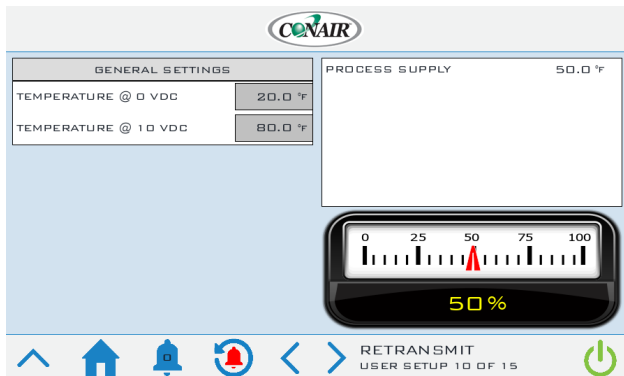 CONAIR
GENERAL SETTINGS
TEMPERATURE @ 0 VDC 20.0 °F
TEMPERATURE @ 10 VDC 80.0 °F
PROCESS SUPPLY 50.0 °F
0 25 50 75 100
50%
0
RETRANSMIT
USER SETUP 10 OF 15